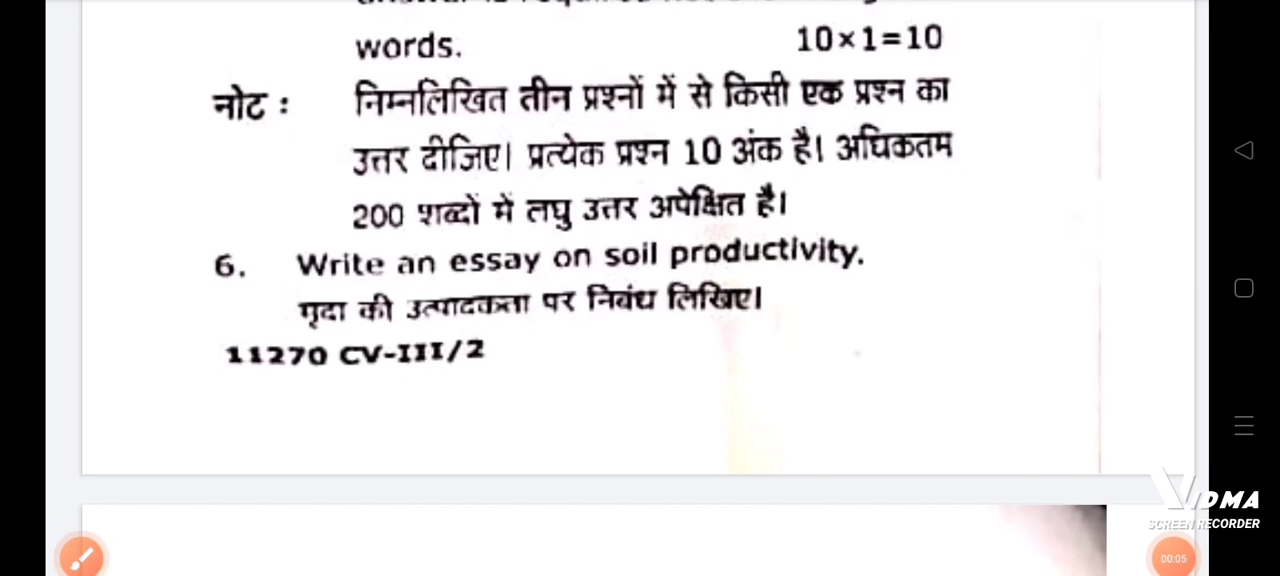 words. 10×1=10
नोट : निम्नलिखित तीन प्रश्नों में से किसी एक प्रश्न का
उत्तर दीजिए। प्रत्येक प्रश्न 10 अंक है। अधिकतम
200 शब्दों में लघु उत्तर अपेक्षित है।
6. Write an essay on soil productivity.
मृदा की उत्पादकता पर निबंध लिखिए।
11270 CV-III/2
VIDMA
SCREEN RECORDER
00:05